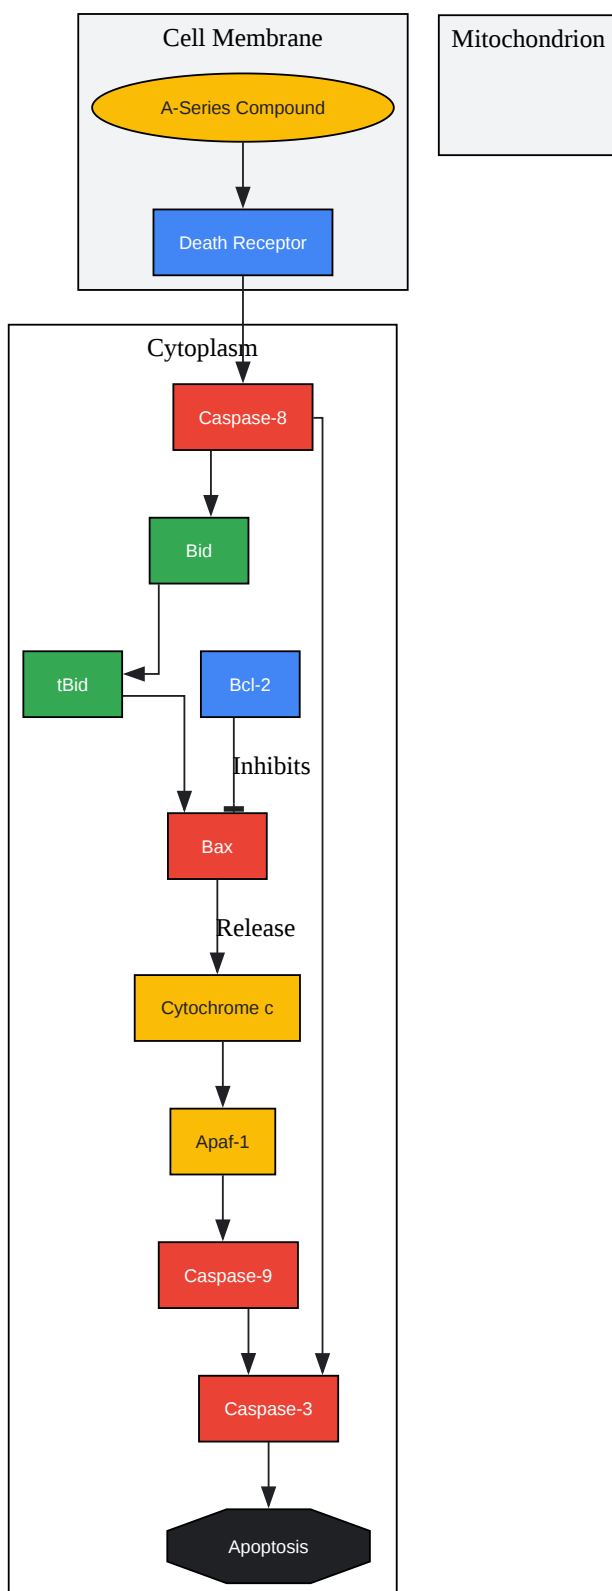 Cell Membrane
Mitochondrion
A-Series Compound
Death Receptor
Cytoplasm
Caspase-8
Bid
tBid
Bcl-2
Inhibits
Bax
Release
Cytochrome c
Apaf-1
Caspase-9
Caspase-3
Apoptosis